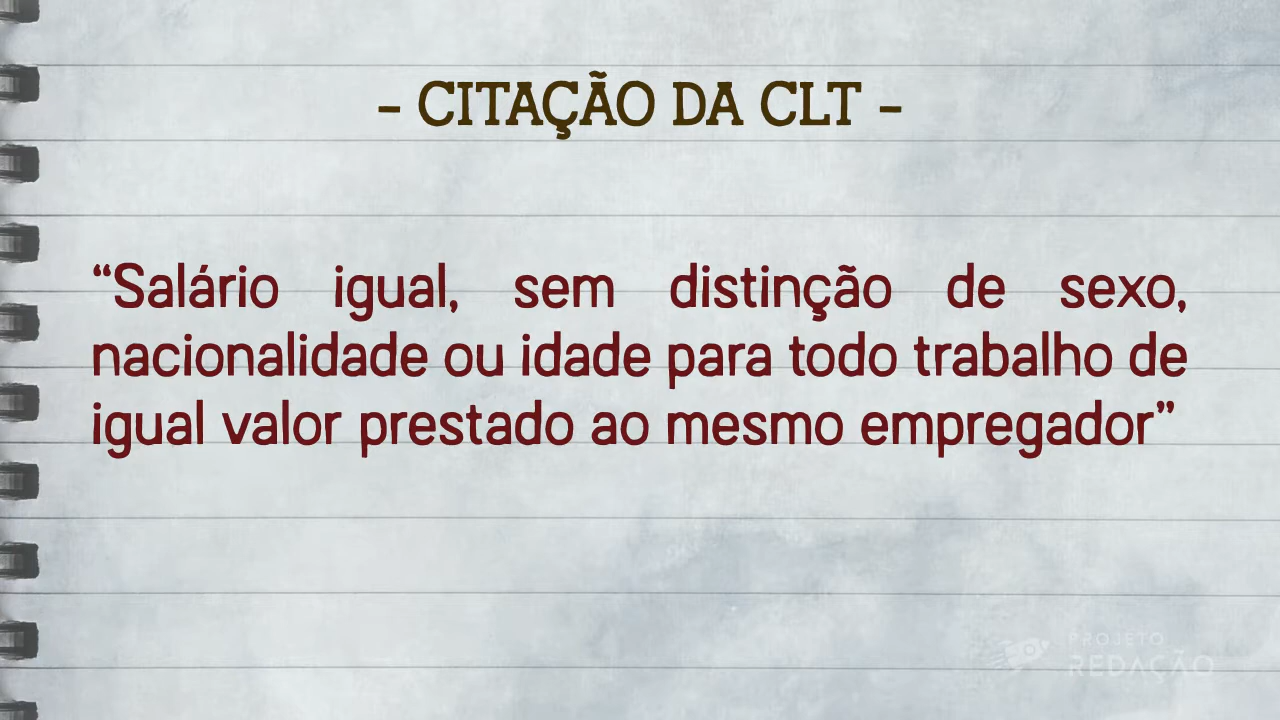 - CITAÇÃO DA CLT -
“Salário igual, sem distinção de sexo,
nacionalidade ou idade para todo trabalho de
igual valor prestado ao mesmo empregador”
PROJETO
REDAÇÃO